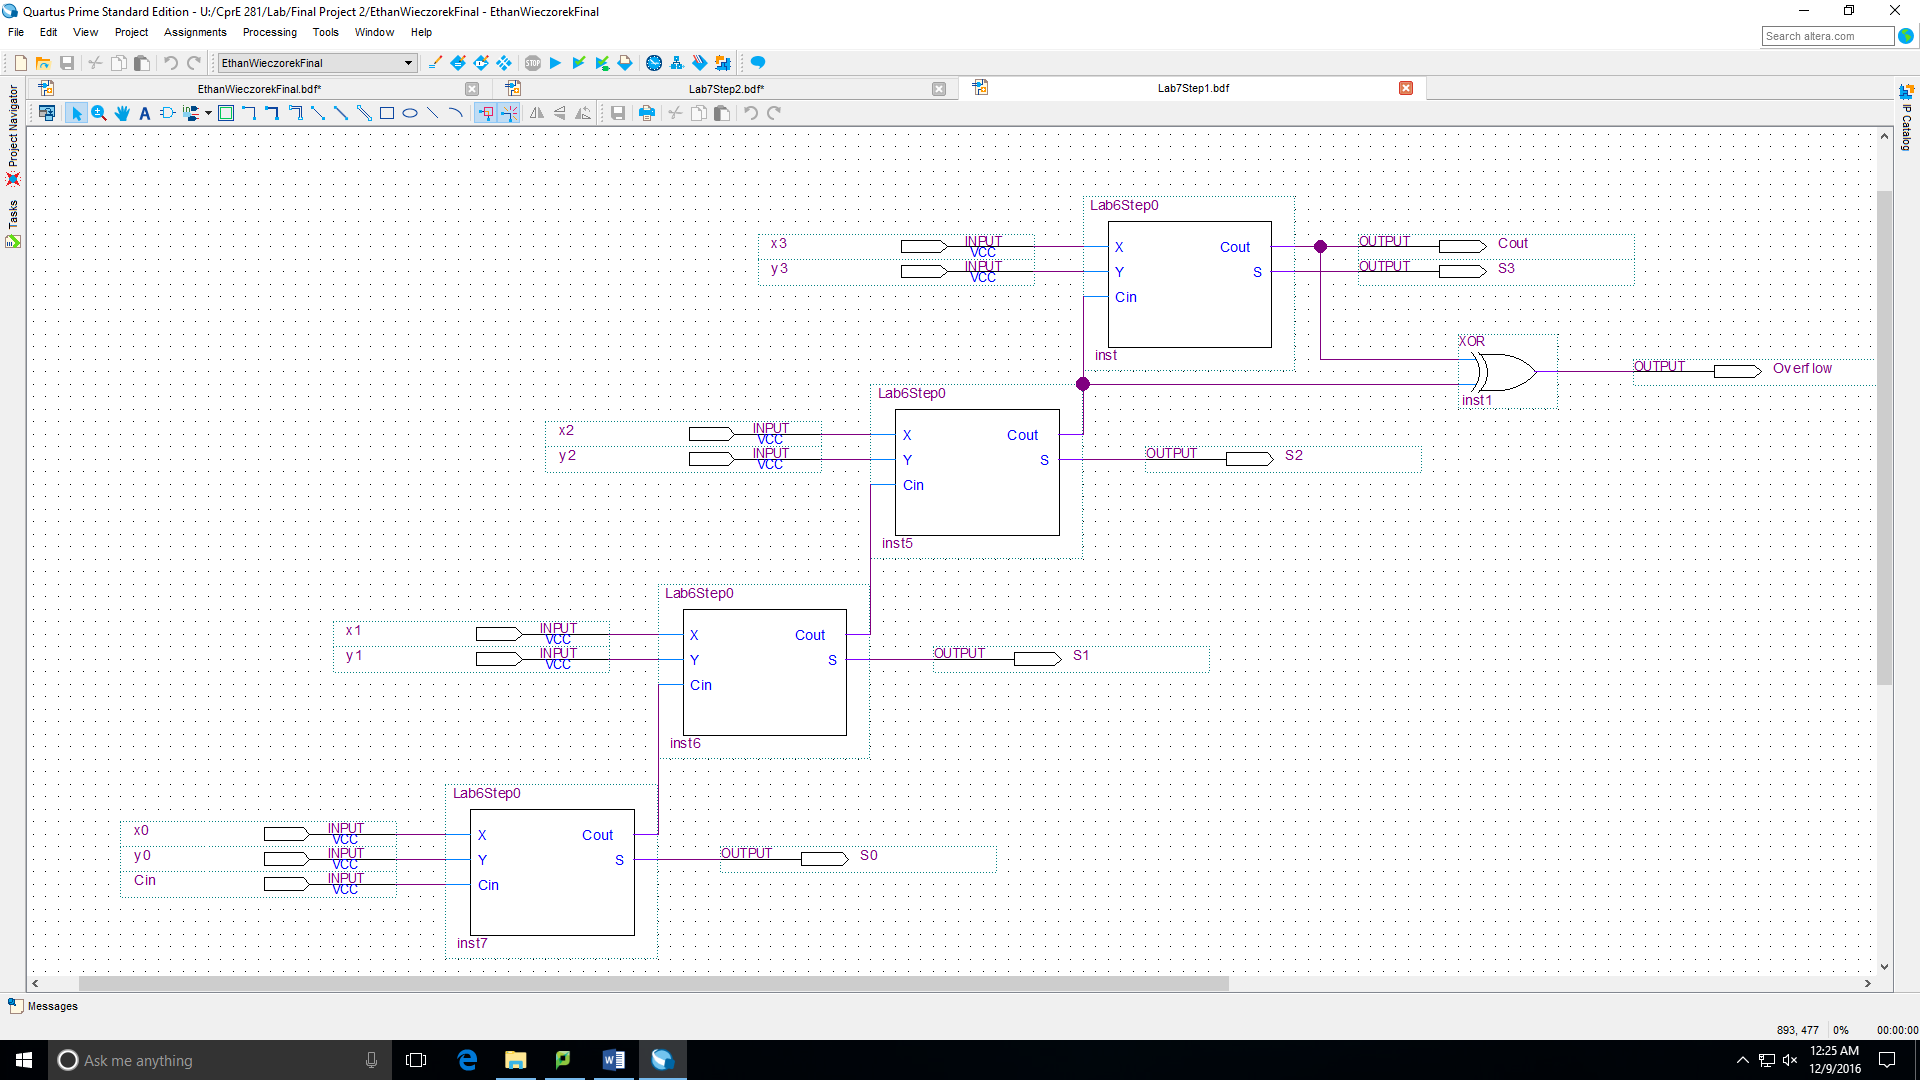 Quartus Prime Standard Edition - U:/CprE 281/Lab/Final Project 2/EthanWieczorekFinal - EthanWieczorekFinal
File Edit View Project Assignments Processing Tools Window Help
Search altera.com
EthanWieczorekFinal
STOP
EthanWieczorekFinal.bdf*
Lab7Step2.bdf*
Lab7Step1.bdf
Project Navigator
Tasks
IP Catalog
Lab6Step0
x3 INPUT VCC X Cout OUTPUT Cout
y3 INPUT VCC Y S OUTPUT S3
Cin
inst
XOR
OUTPUT Overflow
inst1
Lab6Step0
x2 INPUT VCC X Cout
y2 INPUT VCC Y S OUTPUT S2
Cin
inst5
Lab6Step0
x1 INPUT VCC X Cout
y1 INPUT VCC Y S OUTPUT S1
Cin
inst6
Lab6Step0
x0 INPUT VCC X Cout
y0 INPUT VCC Y S OUTPUT S0
Cin INPUT VCC Cin
inst7
Messages
893, 477 0% 00:00:00
Ask me anything
12:25 AM
12/9/2016